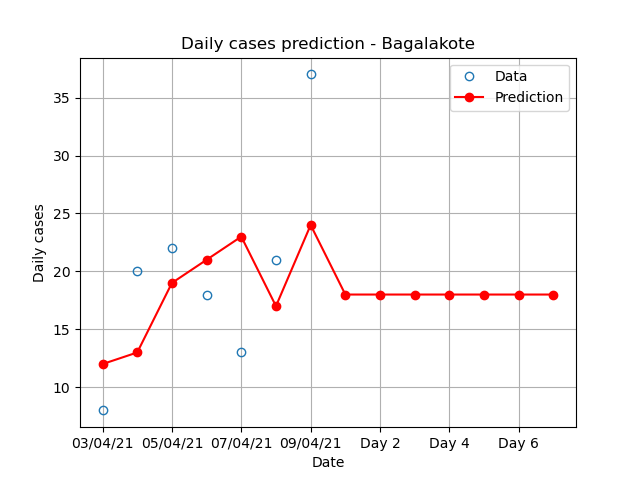 Daily cases prediction - Bagalakote
Data
Prediction
35
30
25
20
15
10
Daily cases
03/04/21 05/04/21 07/04/21 09/04/21 Day 2 Day 4 Day 6
Date